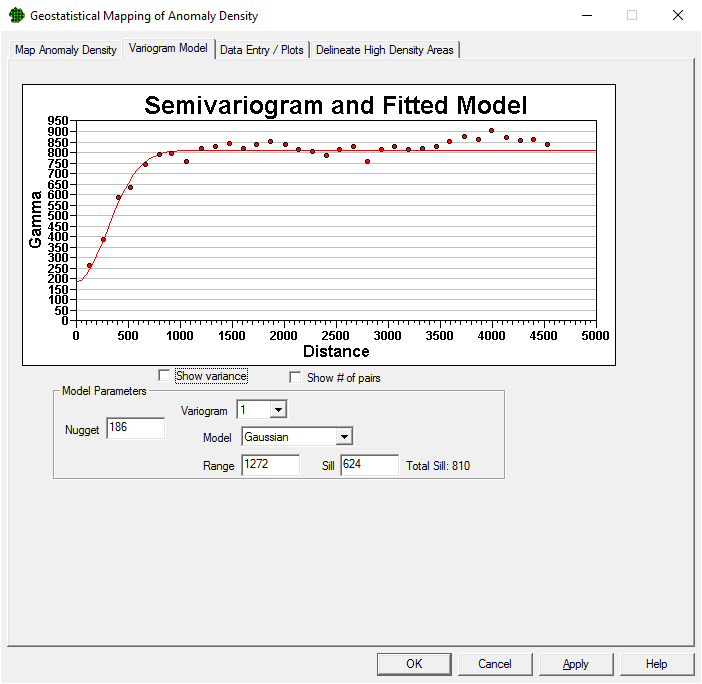 Geostatistical Mapping of Anomaly Density
Map Anomaly Density Variogram Model Data Entry / Plots Delineate High Density Areas
Semivariogram and Fitted Model
950
900
850
800
750
700
650
600
550
500
450
400
350
300
250
200
150
100
50
0
Gamma
0 500 1000 1500 2000 2500 3000 3500 4000 4500 5000
Distance
Show variance Show # of pairs
Model Parameters
Variogram 1
Nugget 186
Model Gaussian
Range 1272 Sill 624 Total Sill: 810
OK Cancel Apply Help